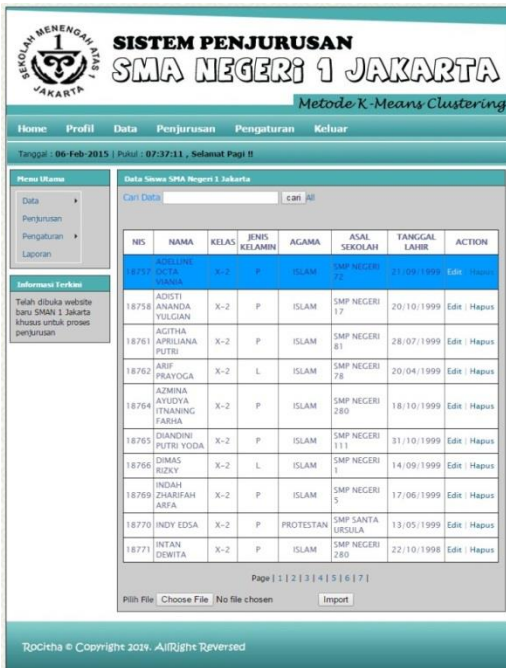 SEKOLAH MENENGAH ATAS
1
JAKARTA
SISTEM PENJURUSAN
SMA NEGERI 1 JAKARTA
Metode K-Means Clustering
Home Profil Data Penjurusan Pengaturan Keluar
Tanggal : 06-Feb-2015 | Pukul : 07:37:11 , Selamat Pagi !!
Menu Utama
Data
Penjurusan
Pengaturan
Laporan
Informasi Terkini
Telah dibuka website
baru SMAN 1 Jakarta
khusus untuk proses
penjurusan
Data Siswa SMA Negeri 1 Jakarta
Cari Data cari All
NIS NAMA KELAS JENIS KELAMIN AGAMA ASAL SEKOLAH TANGGAL LAHIR ACTION
18757 ADELLINE OCTA VIANIA X-2 P ISLAM SMP NEGERI 72 21/09/1999 Edit | Hapus
18758 ADISTI ANANDA YULGIAN X-2 P ISLAM SMP NEGERI 17 20/10/1999 Edit | Hapus
18761 AGITHA APRILIANA PUTRI X-2 P ISLAM SMP NEGERI 81 28/07/1999 Edit | Hapus
18762 ARIF PRAYOGA X-2 L ISLAM SMP NEGERI 78 20/04/1999 Edit | Hapus
18764 AZMINA AYUDYA ITNANING FARHA X-2 P ISLAM SMP NEGERI 280 18/10/1999 Edit | Hapus
18765 DIANDINI PUTRI YODA X-2 P ISLAM SMP NEGERI 111 31/10/1999 Edit | Hapus
18766 DIMAS RIZKY X-2 L ISLAM SMP NEGERI 1 14/09/1999 Edit | Hapus
18769 INDAH ZHARIFAH ARFA X-2 P ISLAM SMP NEGERI 5 17/06/1999 Edit | Hapus
18770 INDY EDSA X-2 P PROTESTAN SMP SANTA URSULA 13/05/1999 Edit | Hapus
18771 INTAN DEWITA X-2 P ISLAM SMP NEGERI 280 22/10/1998 Edit | Hapus
Page | 1 | 2 | 3 | 4 | 5 | 6 | 7 |
Pilih File Choose File No file chosen Import
Rocitha © Copyright 2014. AllRight Reversed